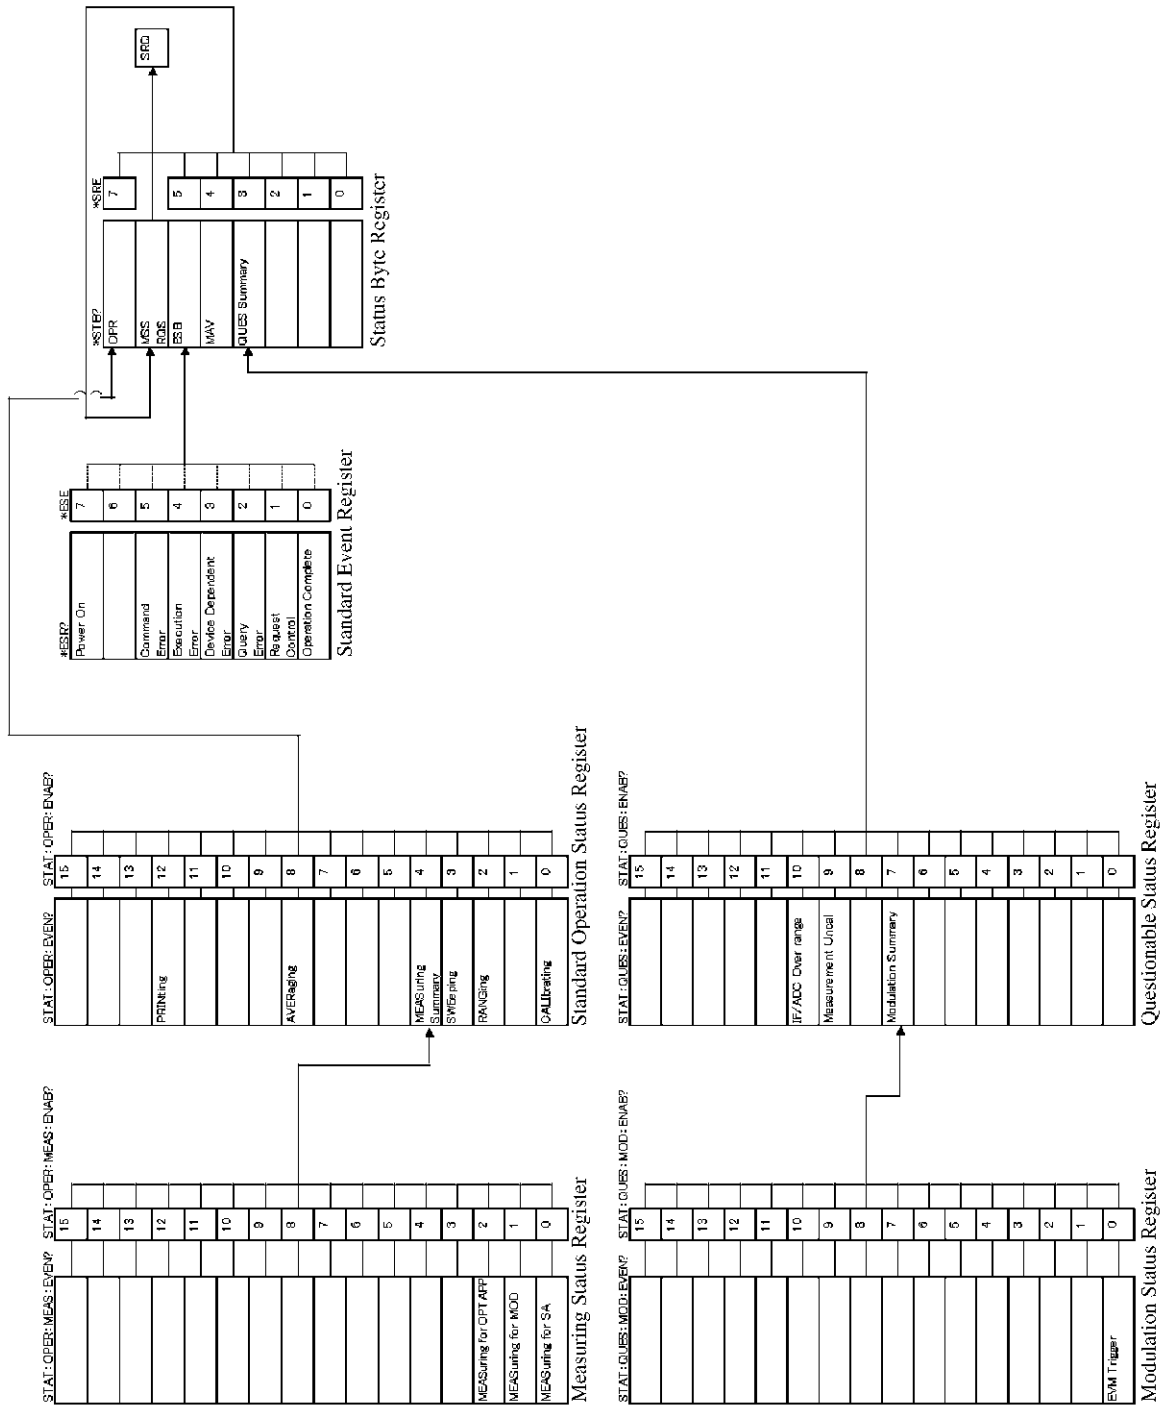 STAT:OPER:MEAS:EVEN?
STAT:OPER:MEAS:ENAB?
15
14
13
12
11
10
9
8
7
6
5
4
3
MEASuring for OPT APP
2
MEASuring for MOD
1
MEASuring for SA
0
Measuring Status Register
STAT:OPER:EVEN?
STAT:OPER:ENAB?
15
14
13
PRINting
12
11
10
9
AVERaging
8
7
6
5
MEASuring
Summary
4
SWEeping
3
RANGing
2
1
CALIbrating
0
Standard Operation Status Register
*ESR?
*ESE
Power On
7
6
Command
Error
5
Execution
Error
4
Device Dependent
Error
3
Query
Error
2
Request
Control
1
Operation Complete
0
Standard Event Register
*STB?
*SRE
OPR
7
MSS
RQS
ESB
5
MAV
4
QUES Summary
3
2
1
0
Status Byte Register
SRQ
STAT:QUES:MOD:EVEN?
STAT:QUES:MOD:ENAB?
15
14
13
12
11
10
9
8
7
6
5
4
3
2
1
EVM Trigger
0
Modulation Status Register
STAT:QUES:EVEN?
STAT:QUES:ENAB?
15
14
13
12
11
IF/ADC Over range
10
Measurement Uncal
9
8
Modulation Summary
7
6
5
4
3
2
1
0
Questionable Status Register